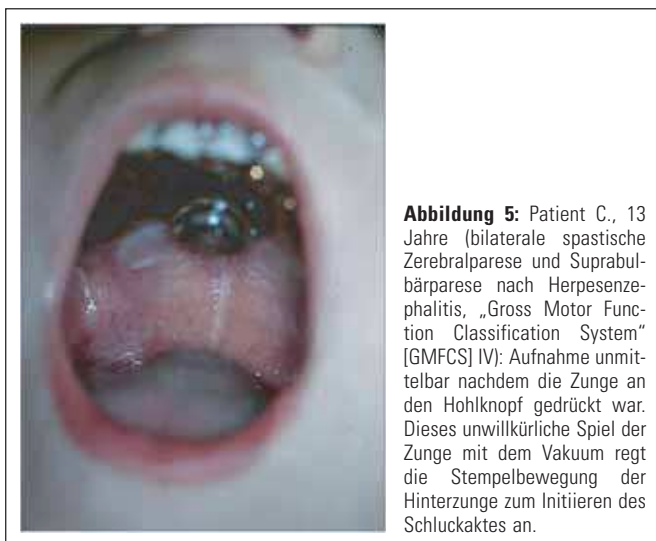 Abbildung 5: Patient C., 13
Jahre (bilaterale spastische
Zerebralparese und Suprabul-
bärparese nach Herpesenze-
phalitis, „Gross Motor Func-
tion Classification System“
[GMFCS] IV): Aufnahme unmit-
telbar nachdem die Zunge an
den Hohlknopf gedrückt war.
Dieses unwillkürliche Spiel der
Zunge mit dem Vakuum regt
die Stempelbewegung der
Hinterzunge zum Initiieren des
Schluckaktes an.